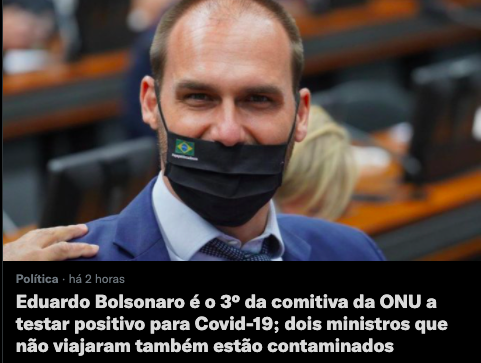 Política · há 2 horas
Eduardo Bolsonaro é o 3º da comitiva da ONU a
testar positivo para Covid-19; dois ministros que
não viajaram também estão contaminados